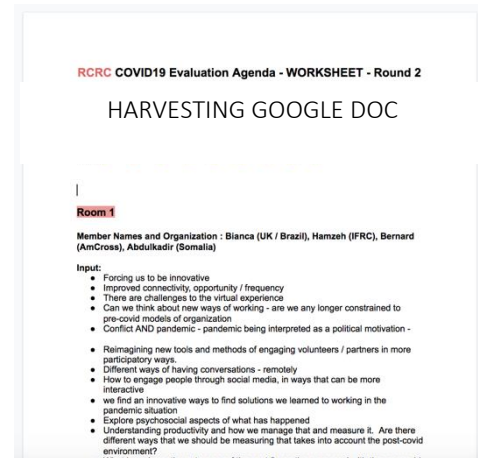 RCRC COVID19 Evaluation Agenda - WORKSHEET - Round 2
HARVESTING GOOGLE DOC
Room 1
Member Names and Organization : Bianca (UK / Brazil), Hamzeh (IFRC), Bernard
(AmCross), Abdulkadir (Somalia)
Input:
● Forcing us to be innovative
● Improved connectivity, opportunity / frequency
● There are challenges to the virtual experience
● Can we think about new ways of working - are we any longer constrained to
pre-covid models of organization
● Conflict AND pandemic - pandemic being interpreted as a political motivation -
● Reimagining new tools and methods of engaging volunteers / partners in more
participatory ways.
● Different ways of having conversations - remotely
● How to engage people through social media, in ways that can be more
interactive
● we find an innovative ways to find solutions we learned to working in the
pandemic situation
● Explore psychosocial aspects of what has happened
● Understanding productivity and how we manage that and measure it. Are there
different ways that we should be measuring that takes into account the post-covid
environment?